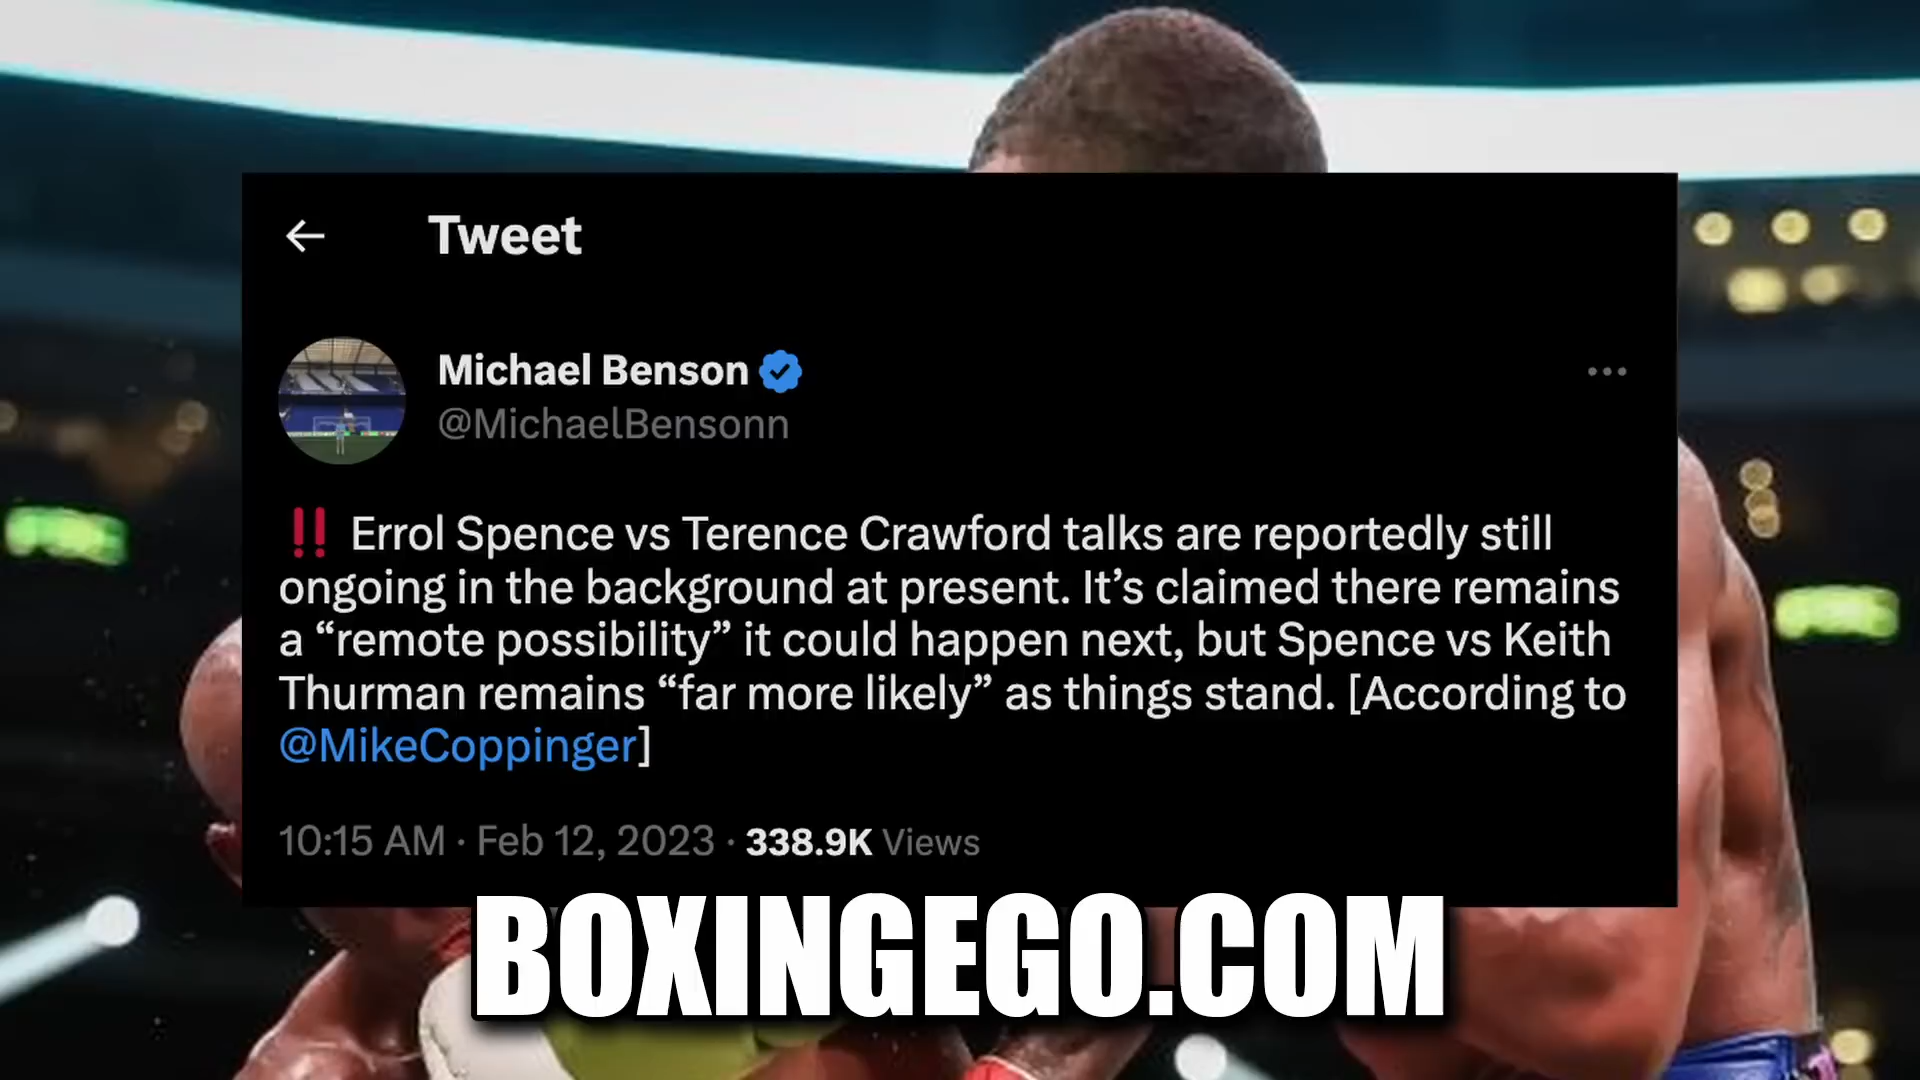 Tweet
Michael Benson
@MichaelBensonn
‼ Errol Spence vs Terence Crawford talks are reportedly still
ongoing in the background at present. It’s claimed there remains
a “remote possibility” it could happen next, but Spence vs Keith
Thurman remains “far more likely” as things stand. [According to
@MikeCoppinger]
10:15 AM · Feb 12, 2023 · 338.9K Views
BOXINGEGO.COM